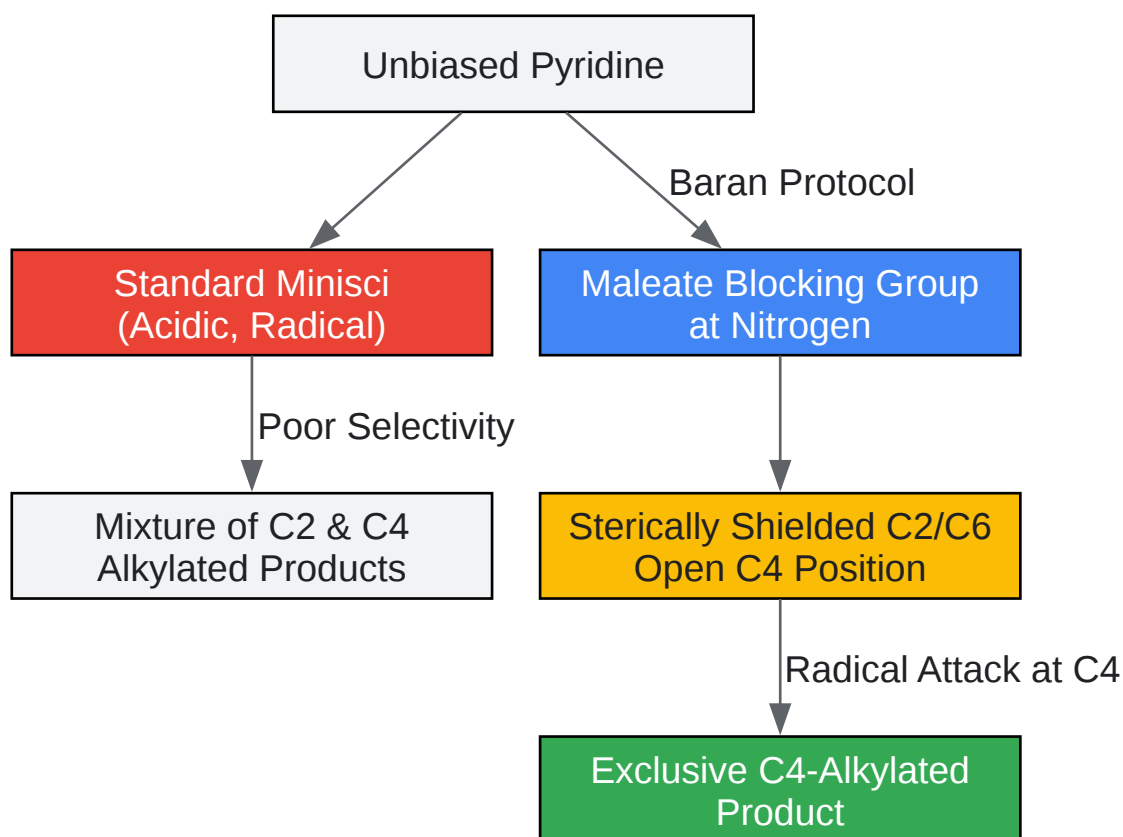 Unbiased Pyridine
Baran Protocol
Standard Minisci
(Acidic, Radical)
Maleate Blocking Group
at Nitrogen
Poor Selectivity
Mixture of C2 & C4
Alkylated Products
Sterically Shielded C2/C6
Open C4 Position
Radical Attack at C4
Exclusive C4-Alkylated
Product